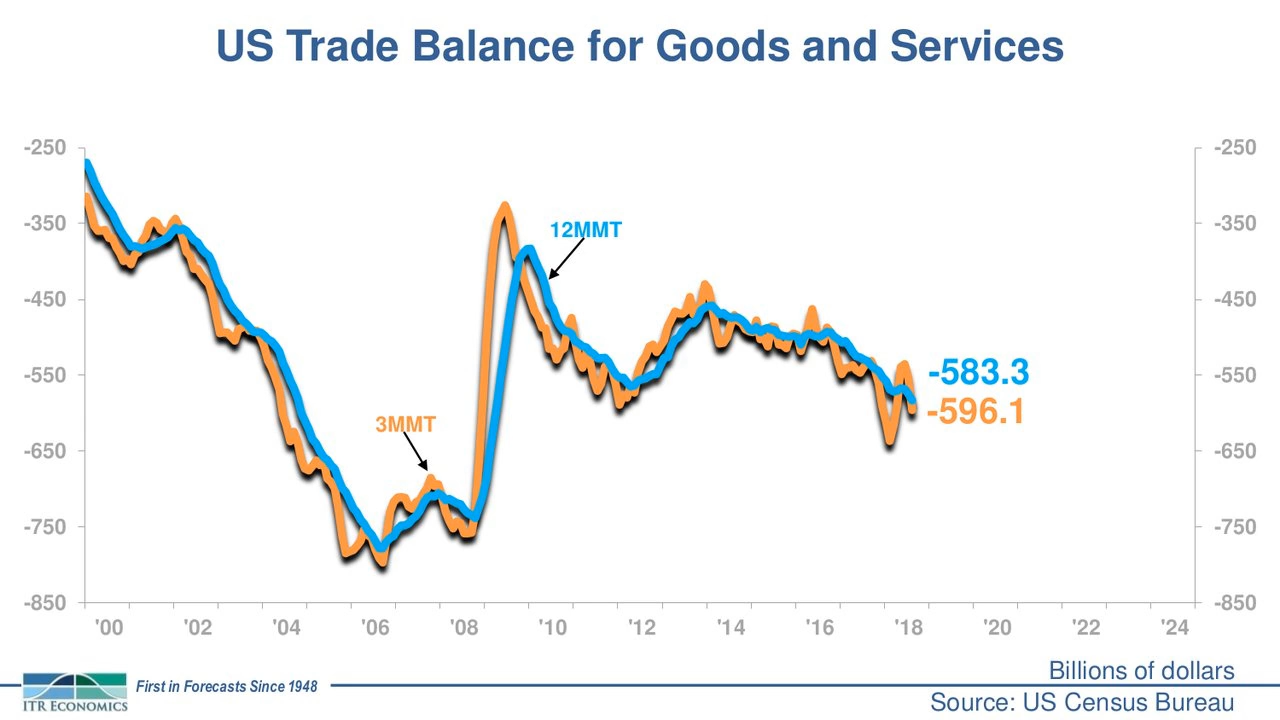 US Trade Balance for Goods and Services
-250
-350
-450
-550
-650
-750
-850
-250
-350
-450
-550
-650
-750
-850
12MMT
3MMT
-583.3
-596.1
'00 '02 '04 '06 '08 '10 '12 '14 '16 '18 '20 '22 '24
ITR ECONOMICS
First in Forecasts Since 1948
Billions of dollars
Source: US Census Bureau